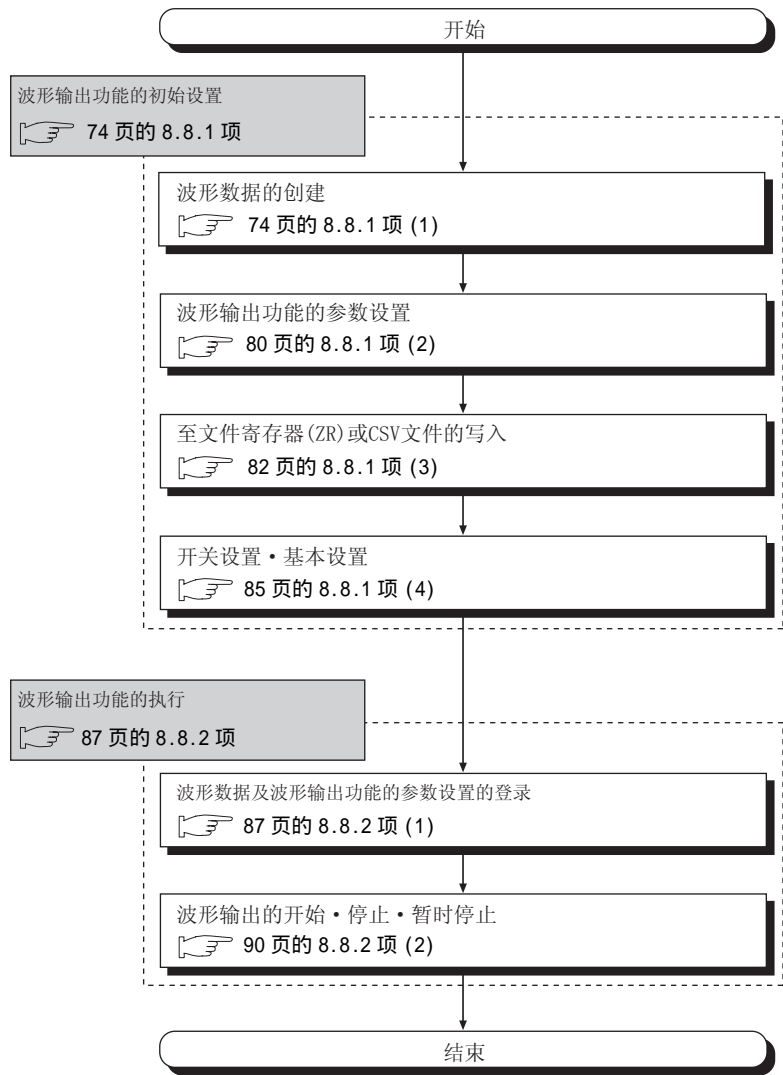 开始
波形输出功能的初始设置
74 页的 8.8.1 项
波形数据的创建
74 页的 8.8.1 项 (1)
波形输出功能的参数设置
80 页的 8.8.1 项 (2)
至文件寄存器(ZR)或CSV文件的写入
82 页的 8.8.1 项 (3)
开关设置・基本设置
85 页的 8.8.1 项 (4)
波形输出功能的执行
87 页的 8.8.2 项
波形数据及波形输出功能的参数设置的登录
87 页的 8.8.2 项 (1)
波形输出的开始・停止・暂时停止
90 页的 8.8.2 项 (2)
结束